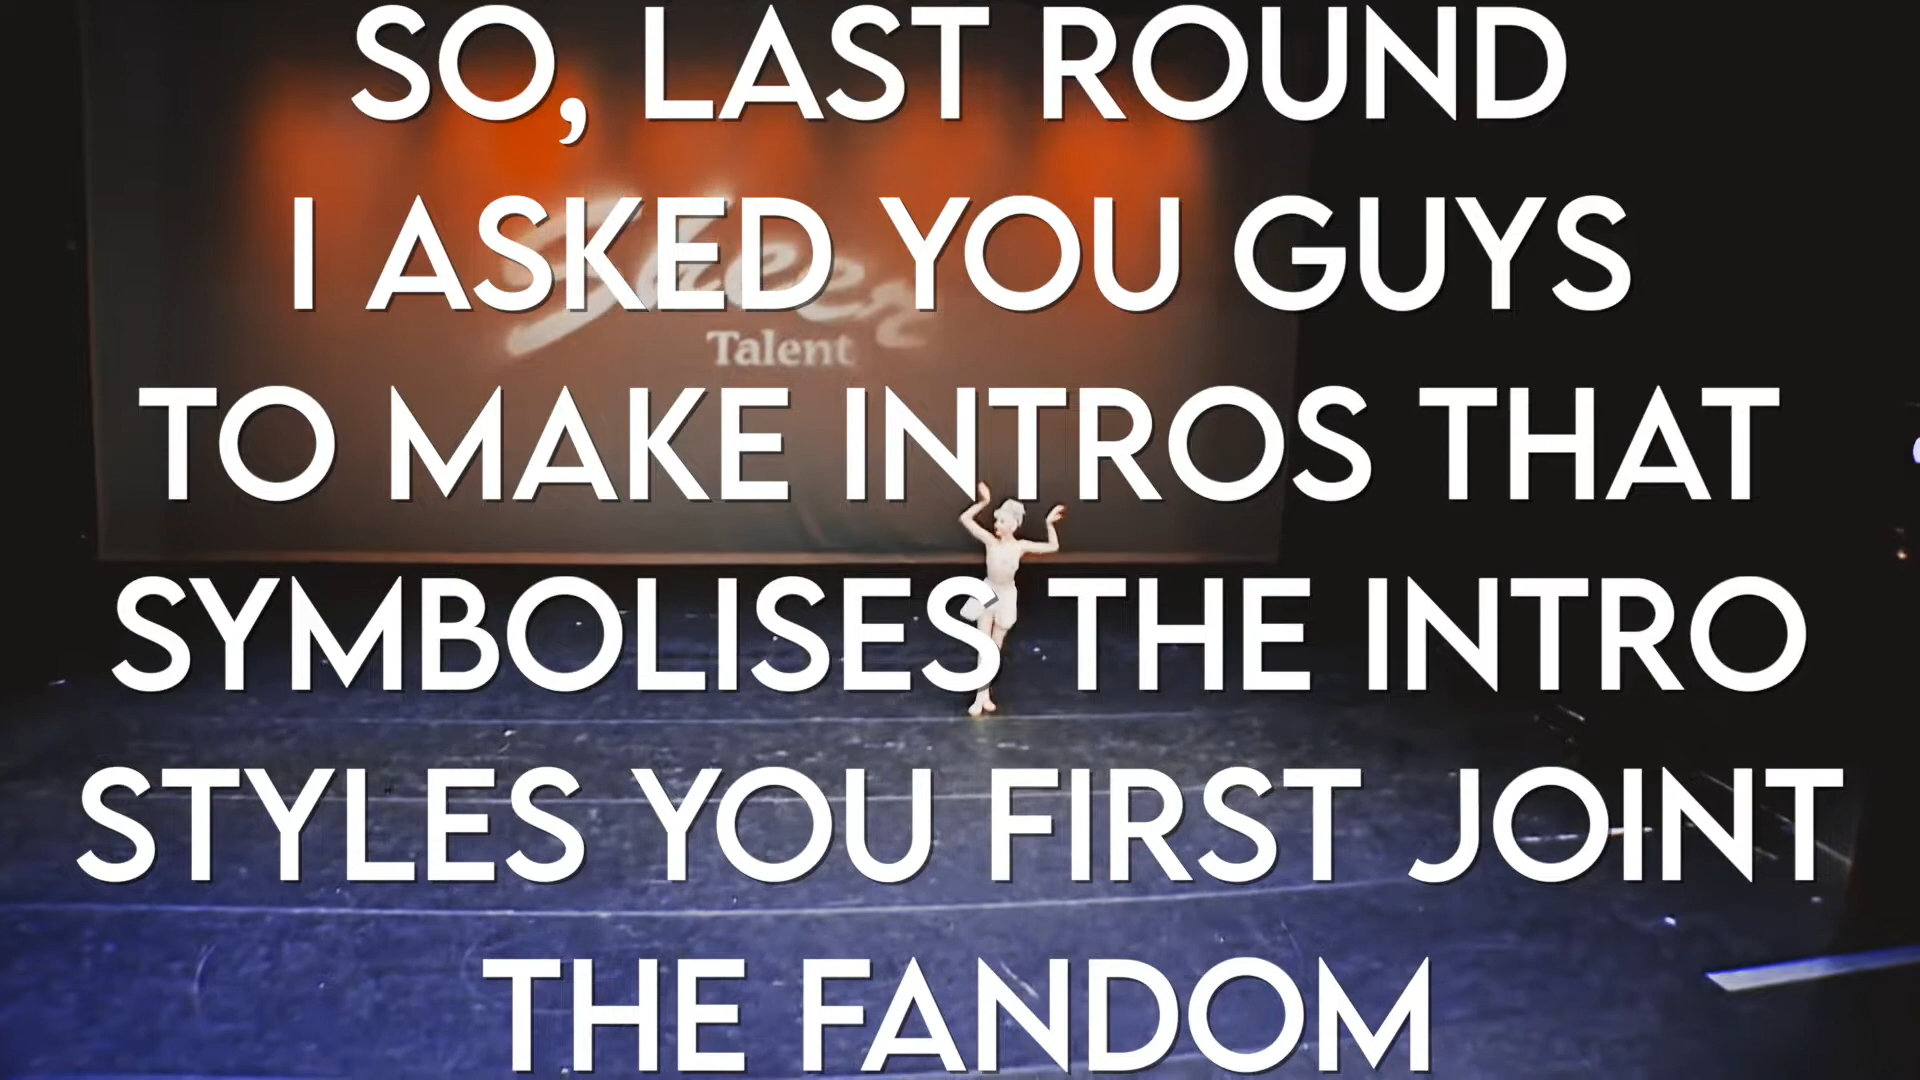 SO, LAST ROUND
I ASKED YOU GUYS
Sheer
Talent
TO MAKE INTROS THAT
SYMBOLISES THE INTRO
STYLES YOU FIRST JOINT
THE FANDOM